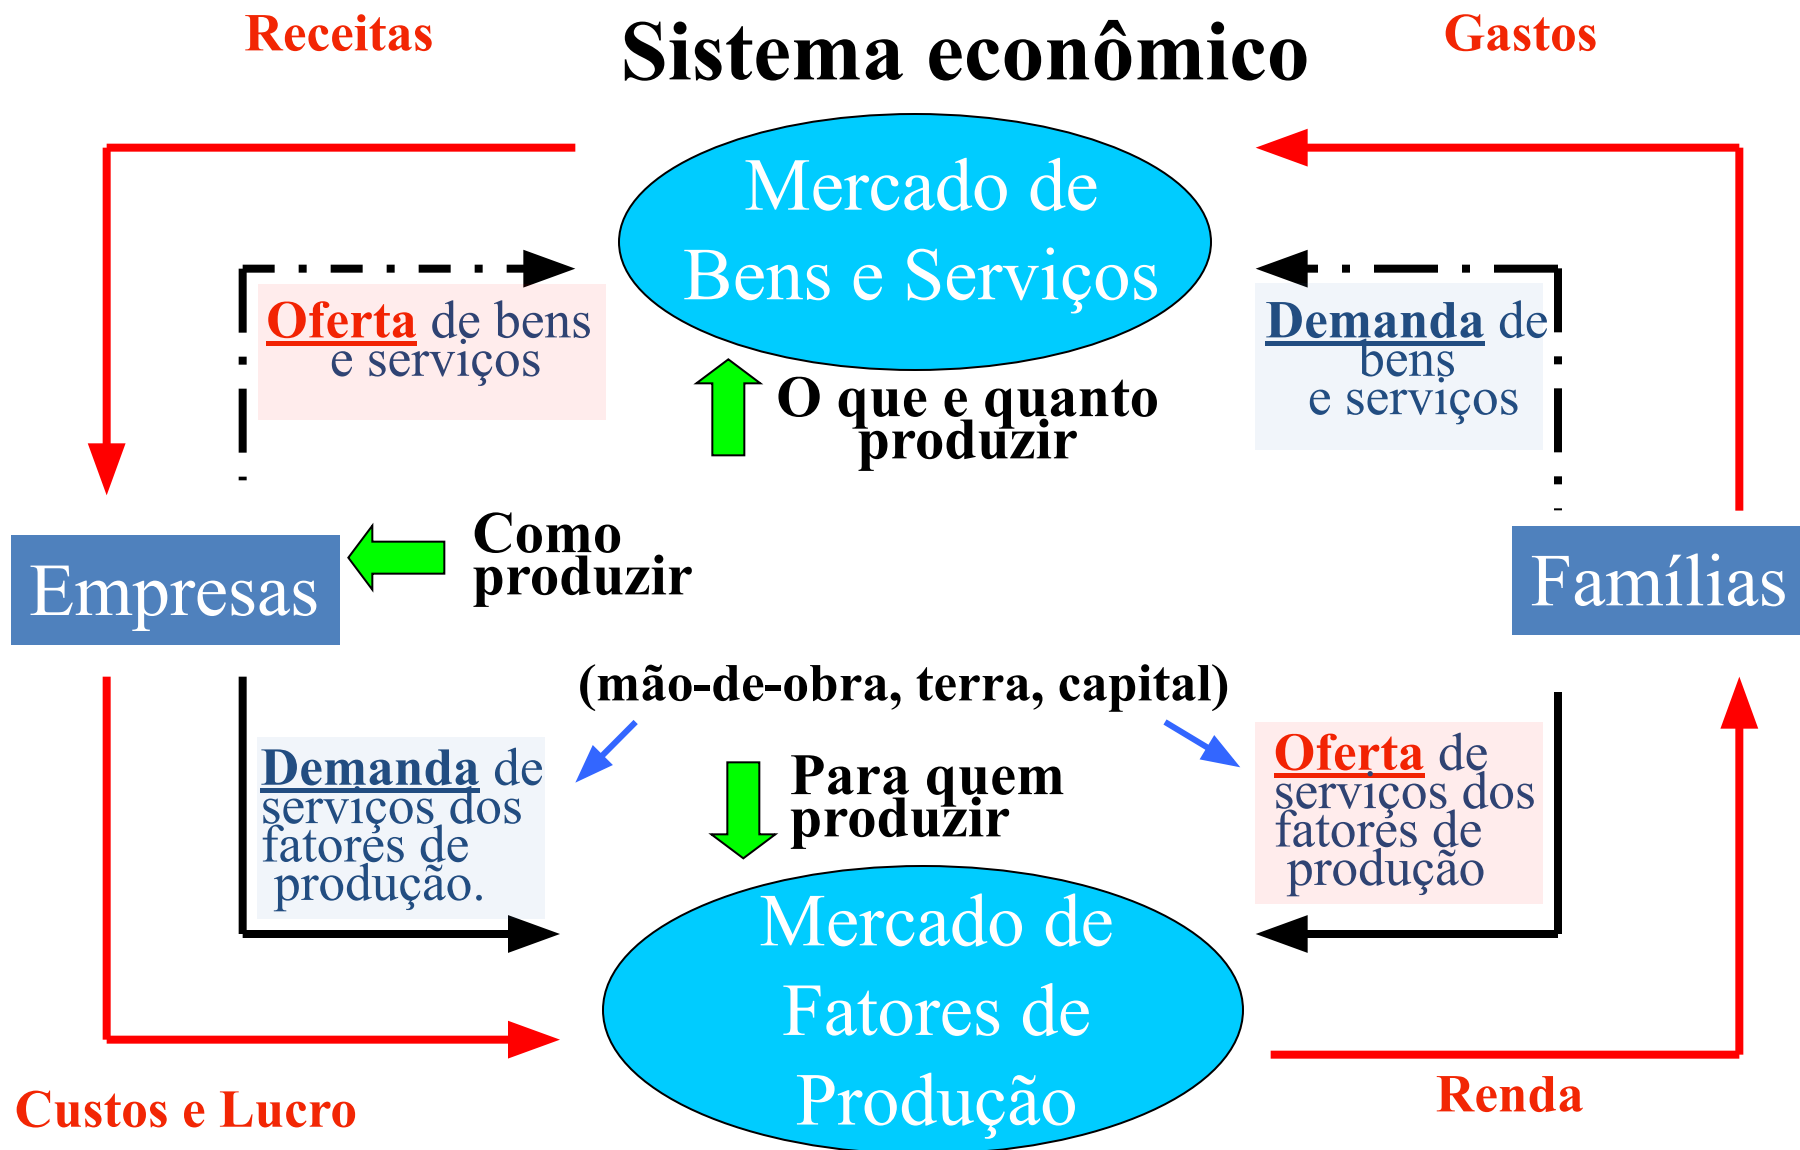 Receitas
Sistema econômico
Gastos
Mercado de
Bens e Serviços
Oferta de bens
e serviços
Demanda de
bens
e serviços
O que e quanto
produzir
Como
produzir
Empresas
Famílias
(mão-de-obra, terra, capital)
Demanda de
serviços dos
fatores de
produção.
Para quem
produzir
Oferta de
serviços dos
fatores de
produção
Mercado de
Fatores de
Produção
Custos e Lucro
Renda